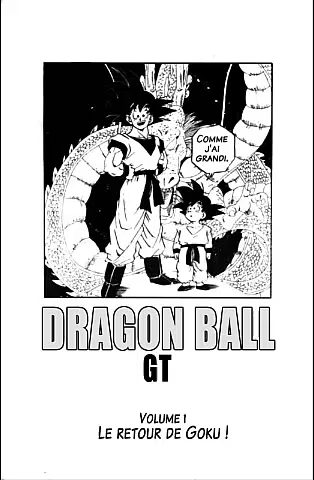 COMME
J'AI
GRANDI.
DRAGON BALL
GT
VOLUME 1
LE RETOUR DE GOKU !